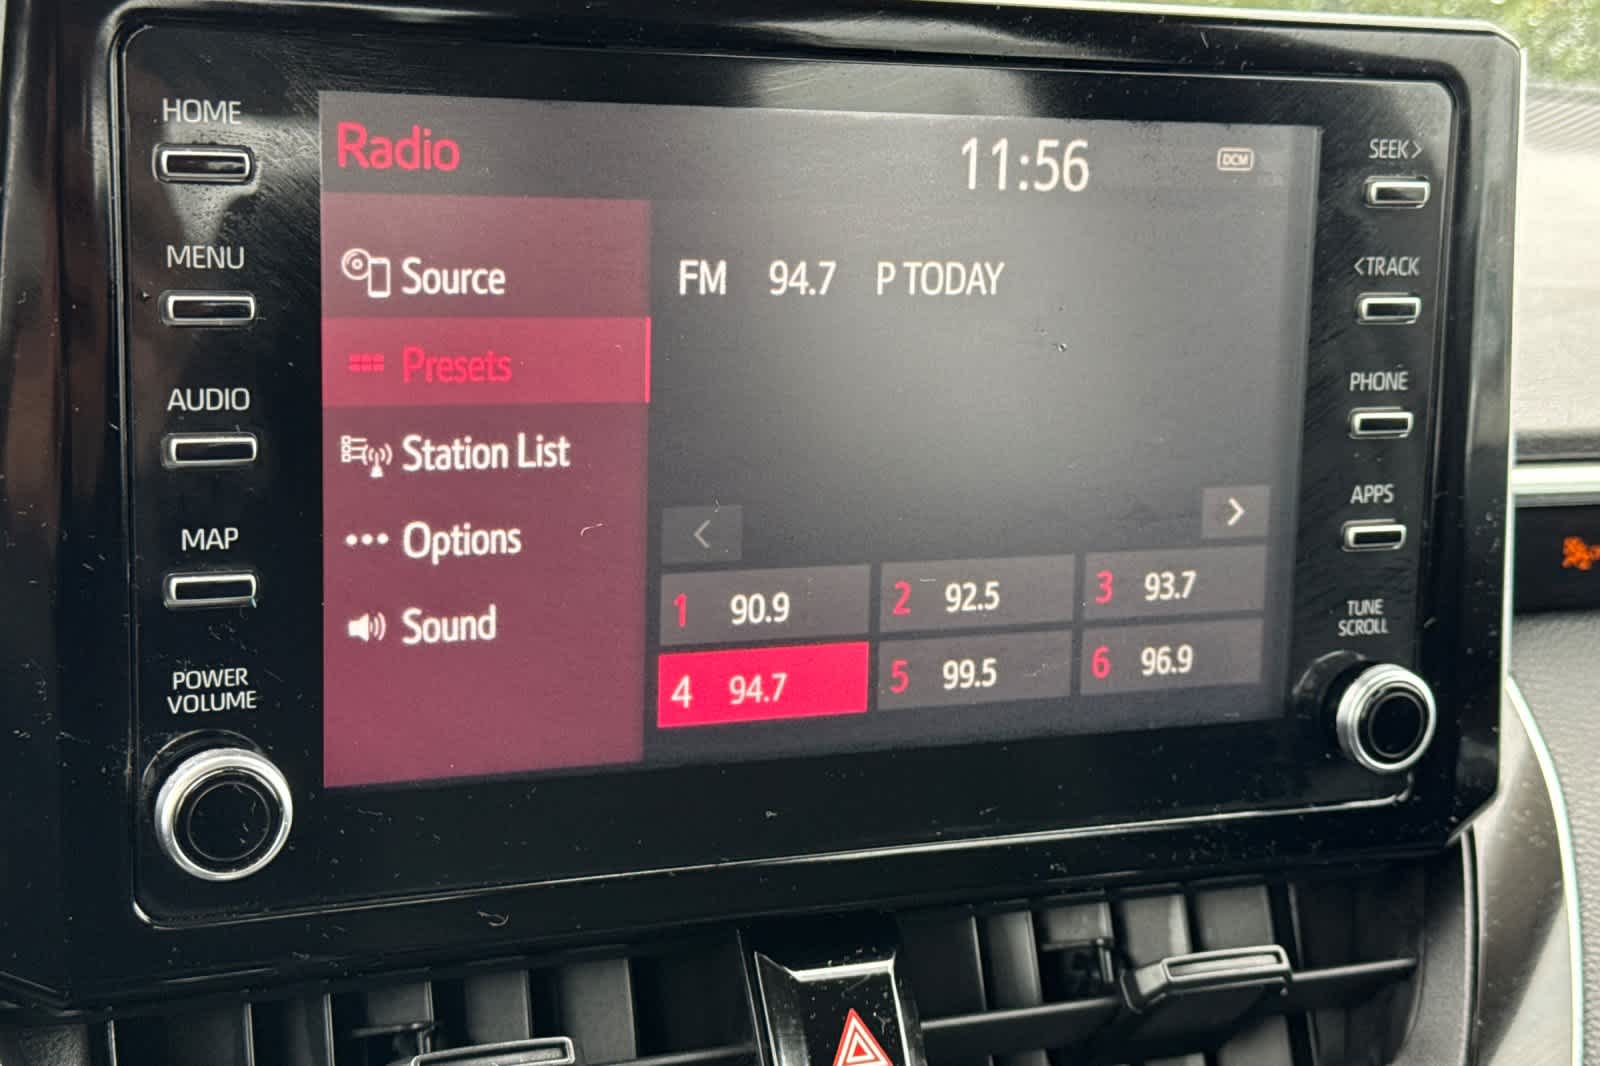 HOME
MENU
AUDIO
MAP
POWER
VOLUME
Radio
11:56
DCM
Source
Presets
Station List
Options
Sound
FM 94.7 P TODAY
< >
1 90.9 2 92.5 3 93.7
4 94.7 5 99.5 6 96.9
SEEK>
<TRACK
PHONE
APPS
TUNE
SCROLL